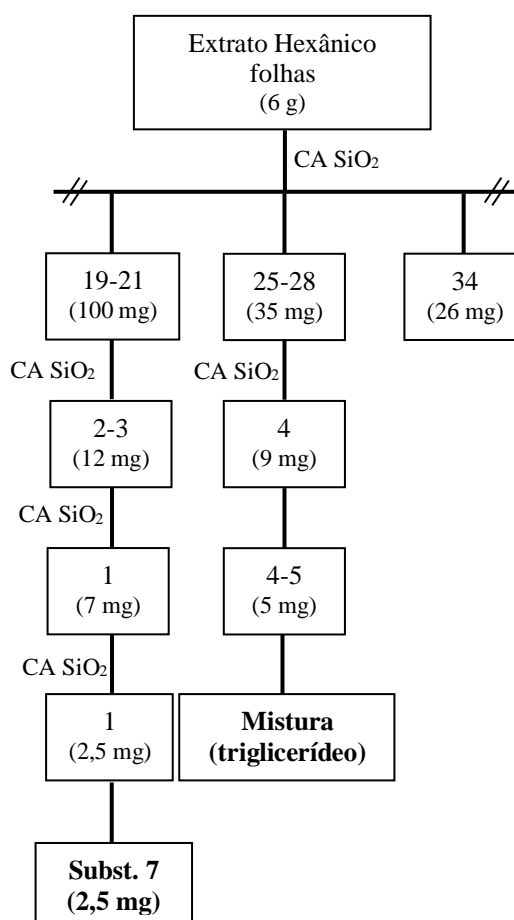 Extrato Hexânico
folhas
(6 g)
CA SiO₂
19-21
(100 mg)
25-28
(35 mg)
34
(26 mg)
CA SiO₂
CA SiO₂
2-3
(12 mg)
4
(9 mg)
CA SiO₂
1
(7 mg)
4-5
(5 mg)
CA SiO₂
1
(2,5 mg)
Mistura
(triglicerídeo)
Subst. 7
(2,5 mg)